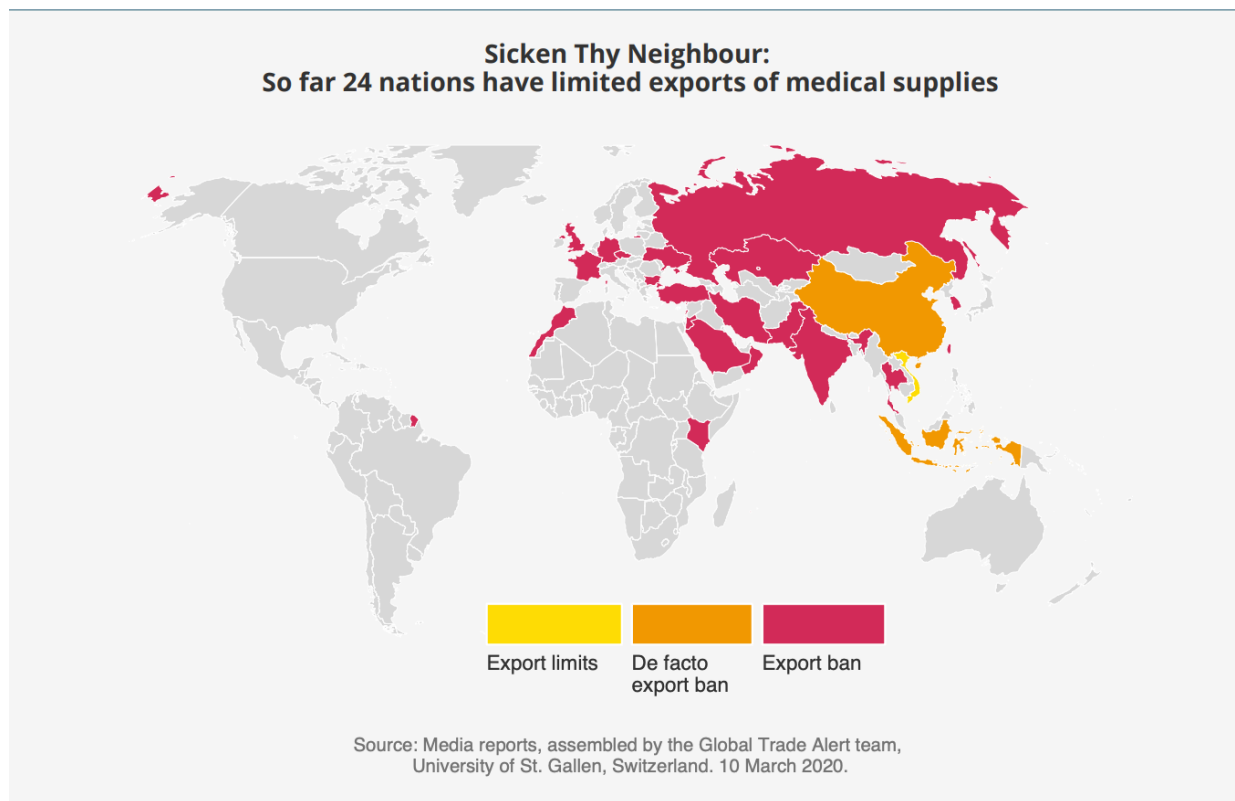 Sicken Thy Neighbour:
So far 24 nations have limited exports of medical supplies
Export limits
De facto
export ban
Export ban
Source: Media reports, assembled by the Global Trade Alert team,
University of St. Gallen, Switzerland. 10 March 2020.